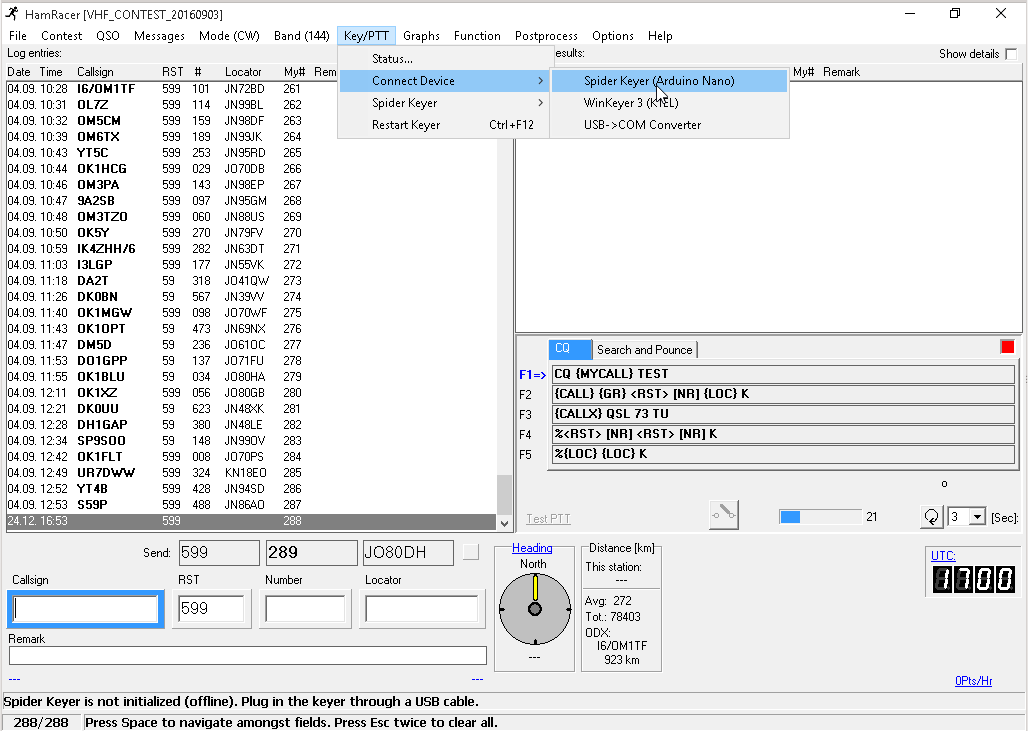 HamRacer [VHF_CONTEST_20160903]
File Contest QSO Messages Mode (CW) Band (144) Key/PTT Graphs Function Postprocess Options Help
Log entries: esults: Show details
Date Time Callsign RST # Locator My# Rem My# Remark
Status...
Connect Device > Spider Keyer (Arduino Nano)
Spider Keyer > WinKeyer 3 (K1EL)
Restart Keyer Ctrl+F12 USB->COM Converter
04.09. 10:28 I6/OM1TF 599 101 JN72BD 261
04.09. 10:31 OL7Z 599 114 JN99BL 262
04.09. 10:32 OM5CM 599 159 JN98DF 263
04.09. 10:39 OM6TX 599 189 JN99JK 264
04.09. 10:43 YT5C 599 253 JN95RD 265
04.09. 10:44 OK1HCG 599 029 JO70DB 266
04.09. 10:46 OM3PA 599 143 JN98EP 267
04.09. 10:47 9A2SB 599 097 JN95GM 268
04.09. 10:48 OM3TZO 599 060 JN88US 269
04.09. 10:50 OK5Y 599 270 JN79FV 270
04.09. 10:59 IK4ZHH/6 599 282 JN63DT 271
04.09. 11:03 I3LGP 599 177 JN55VK 272
04.09. 11:18 DA2T 59 318 JO41QW 273
04.09. 11:26 DK0BN 59 567 JN39VV 274
04.09. 11:40 OK1MGW 599 098 JO70WF 275
04.09. 11:43 OK1OPT 59 473 JN69NX 276
04.09. 11:47 DM5D 59 236 JO61OC 277
04.09. 11:53 DO1GPP 59 137 JO71FU 278
04.09. 11:55 OK1BLU 59 034 JO80HA 279
04.09. 12:11 OK1XZ 599 056 JO80GB 280
04.09. 12:21 DK0UU 59 623 JN48XK 281
04.09. 12:28 DH1GAP 59 380 JN48LE 282
04.09. 12:34 SP9SOO 59 148 JN99OV 283
04.09. 12:42 OK1FLT 599 008 JO70PS 284
04.09. 12:49 UR7DWW 599 324 KN18EO 285
04.09. 12:52 YT4B 599 428 JN94SD 286
04.09. 12:53 S59P 599 488 JN86AO 287
24.12. 16:53 599 288
CQ Search and Pounce
F1=> CQ {MYCALL} TEST
F2 {CALL} {GR} <RST> [NR] {LOC} K
F3 {CALLX} QSL 73 TU
F4 %<RST> [NR] <RST> [NR] K
F5 %{LOC} {LOC} K
Test PTT 21 3 [Sec]:
Send: 599 289 JO80DH
Callsign RST Number Locator
599
Remark
--- ---
Heading
North
---
Distance [km]
This station:
---
Avg: 272
Tot.: 78403
ODX:
I6/OM1TF
923 km
UTC:
1700
0Pts/Hr
Spider Keyer is not initialized (offline). Plug in the keyer through a USB cable.
288/288 Press Space to navigate amongst fields. Press Esc twice to clear all.